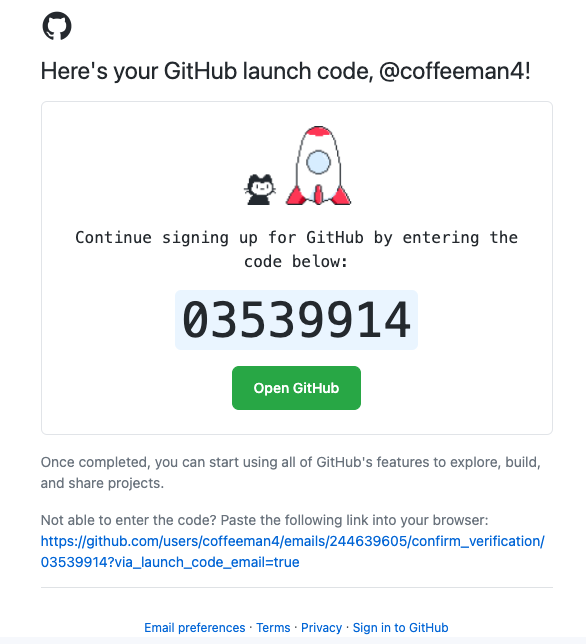 Here's your GitHub launch code, @coffeeman4!
Continue signing up for GitHub by entering the
code below:
03539914
Open GitHub
Once completed, you can start using all of GitHub's features to explore, build,
and share projects.
Not able to enter the code? Paste the following link into your browser:
https://github.com/users/coffeeman4/emails/244639605/confirm_verification/
03539914?via_launch_code_email=true
Email preferences · Terms · Privacy · Sign in to GitHub